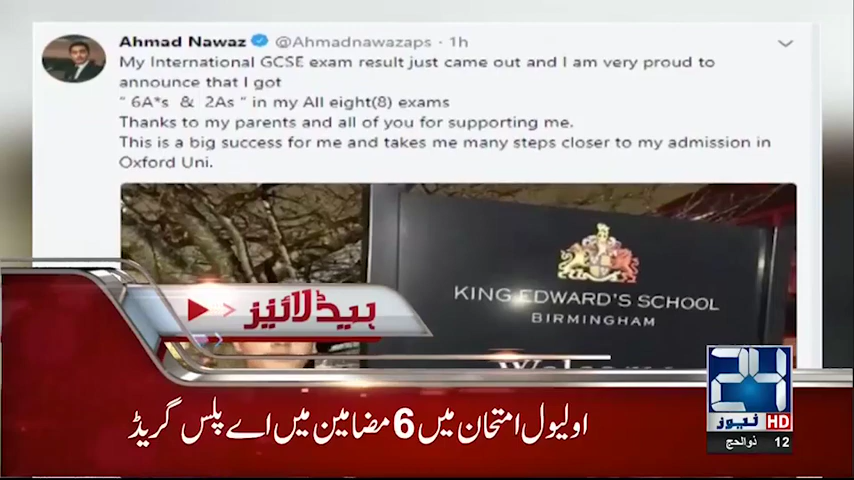 Ahmad Nawaz @Ahmadnawazaps · 1h
My International GCSE exam result just came out and I am very proud to
announce that I got
" 6A*s & 2As " in my All eight(8) exams
Thanks to my parents and all of you for supporting me.
This is a big success for me and takes me many steps closer to my admission in
Oxford Uni.
KING EDWARD'S SCHOOL
BIRMINGHAM
Welcome
ہیڈلائنز
اولیول امتحان میں 6 مضامین میں اے پلس گریڈ
24
نیوز HD
12 ذوالحج